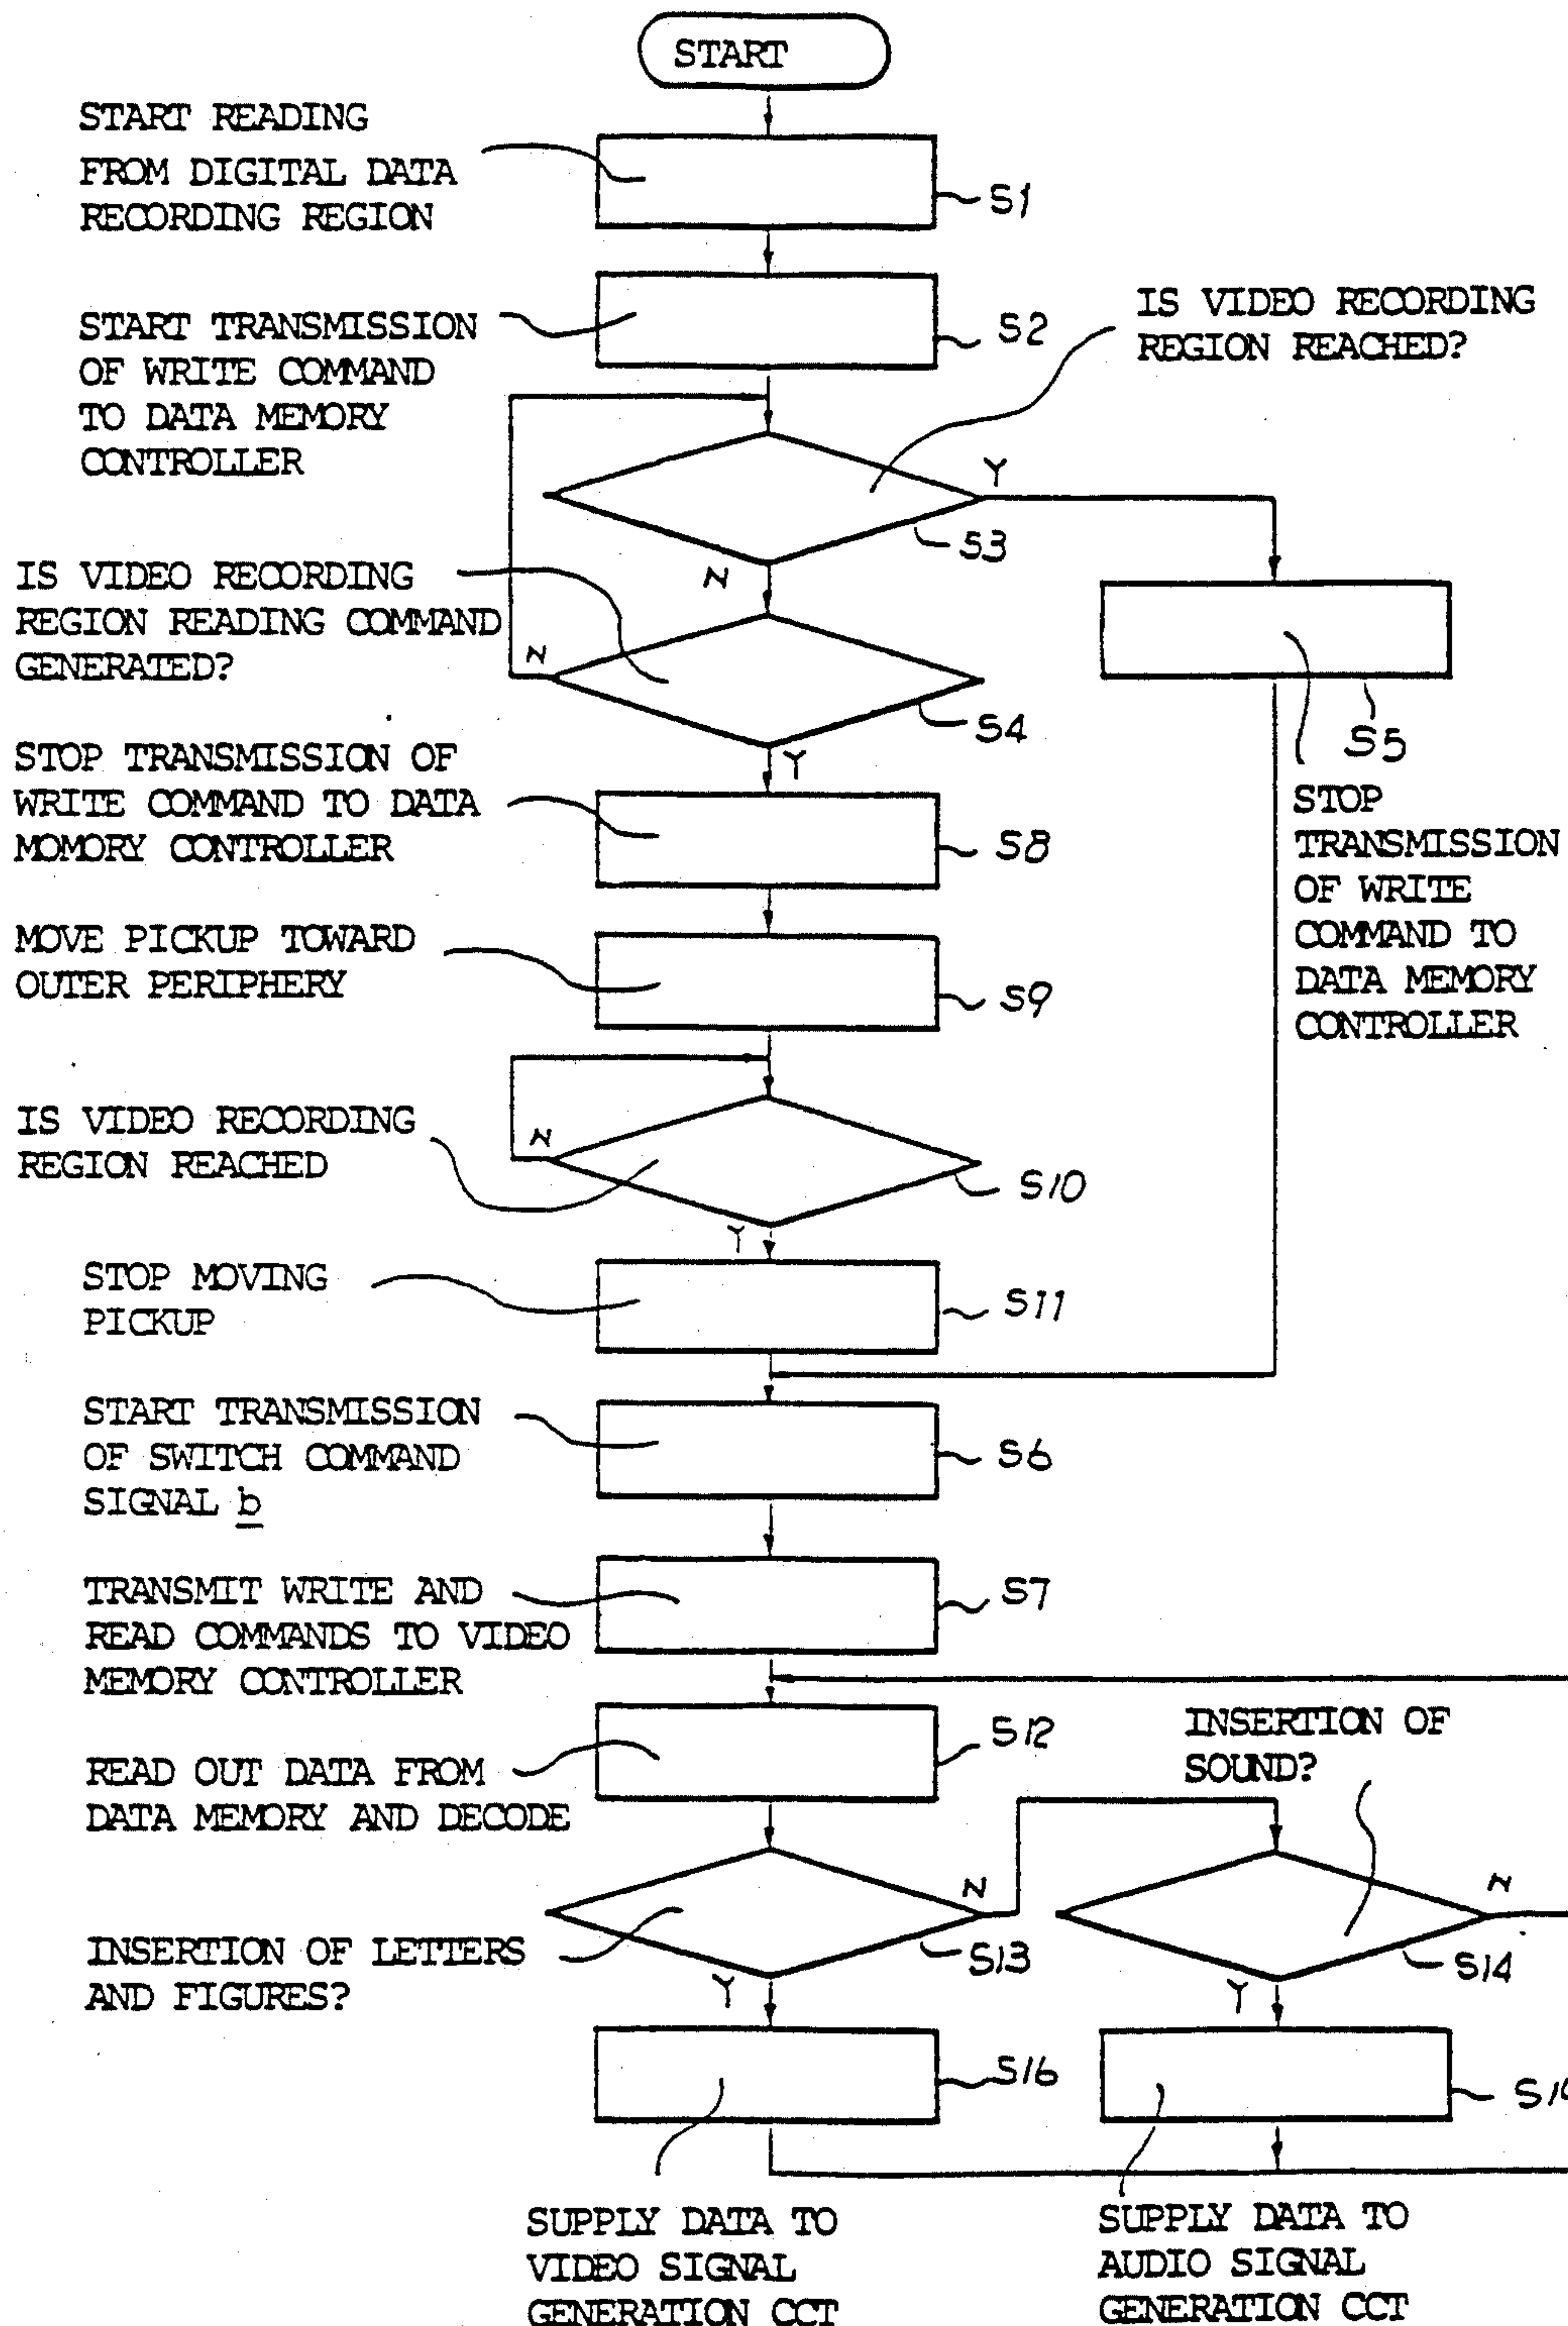 START
START READING
FROM DIGITAL DATA
RECORDING REGION
S1
START TRANSMISSION
OF WRITE COMMAND
TO DATA MEMORY
CONTROLLER
S2
IS VIDEO RECORDING
REGION REACHED?
Y
S3
N
IS VIDEO RECORDING
REGION READING COMMAND
GENERATED?
N
S4
Y
S5
STOP
TRANSMISSION
OF WRITE
COMMAND TO
DATA MEMORY
CONTROLLER
STOP TRANSMISSION OF
WRITE COMMAND TO DATA
MOMORY CONTROLLER
S8
MOVE PICKUP TOWARD
OUTER PERIPHERY
S9
IS VIDEO RECORDING
REGION REACHED
N
S10
Y
STOP MOVING
PICKUP
S11
START TRANSMISSION
OF SWITCH COMMAND
SIGNAL b
S6
TRANSMIT WRITE AND
READ COMMANDS TO VIDEO
MEMORY CONTROLLER
S7
READ OUT DATA FROM
DATA MEMORY AND DECODE
S12
INSERTION OF
SOUND?
INSERTION OF LETTERS
AND FIGURES?
N
S13
Y
N
S14
Y
S16
SUPPLY DATA TO
VIDEO SIGNAL
GENERATION CCT
SUPPLY DATA TO
AUDIO SIGNAL
GENERATION CCT